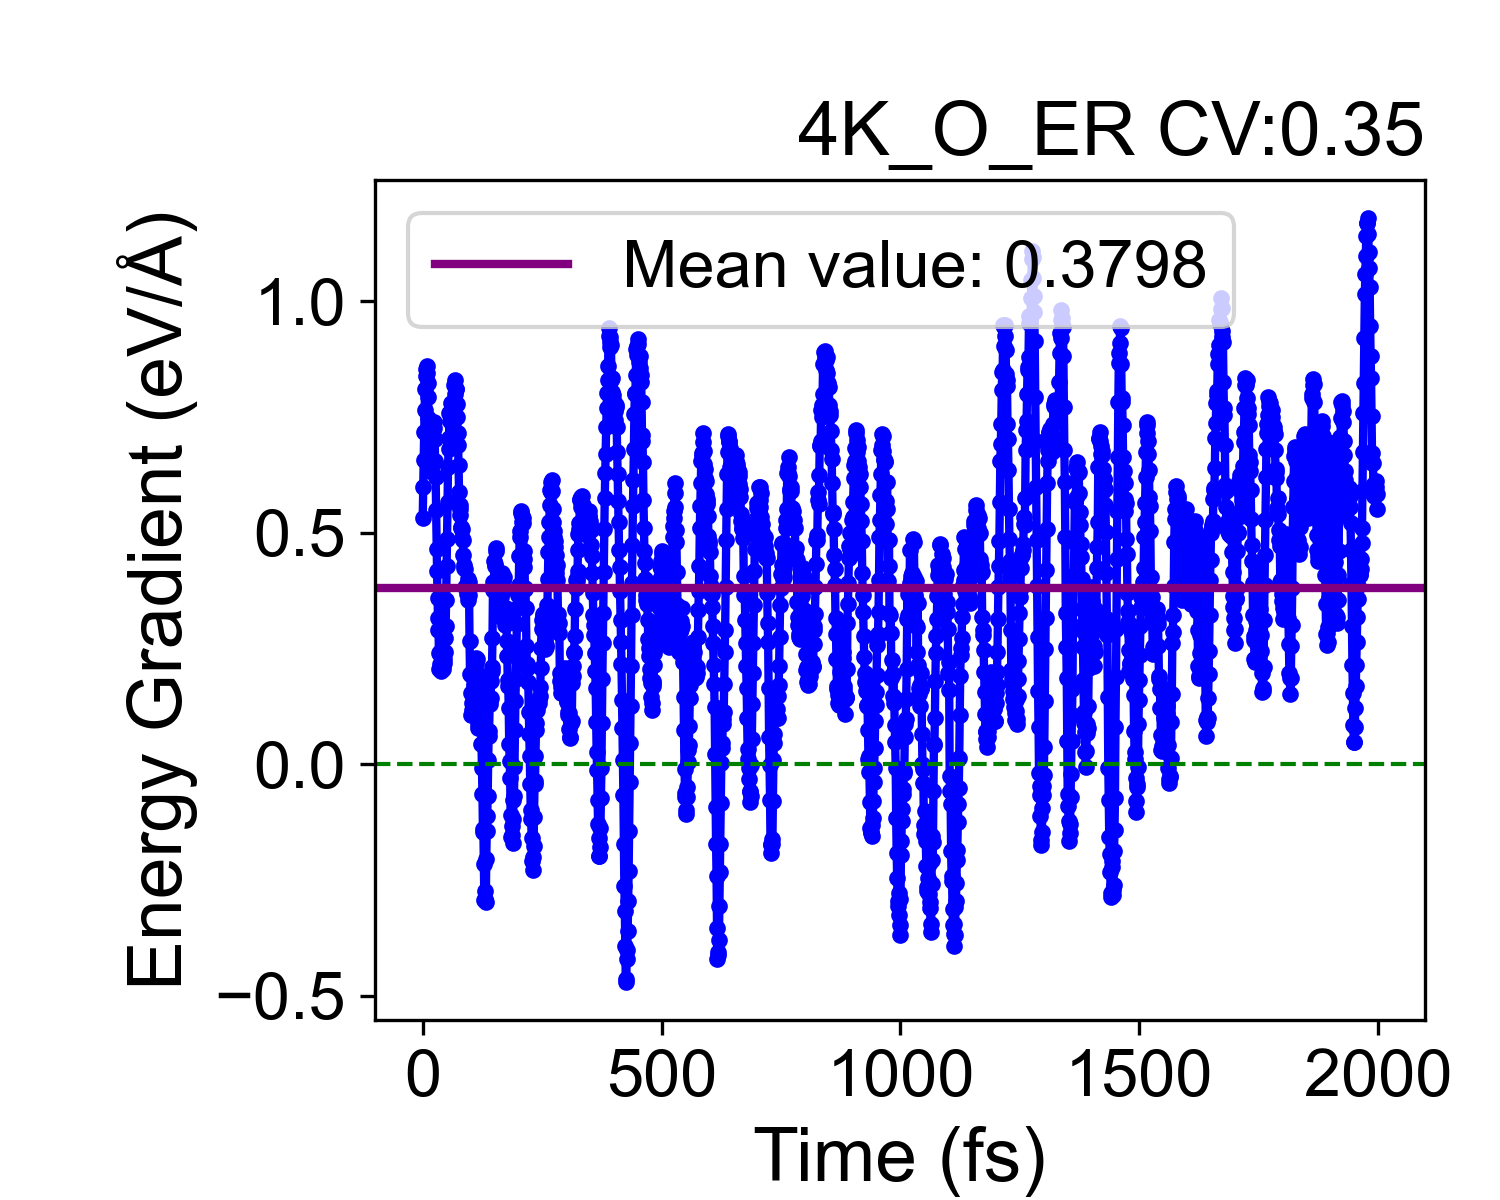 4K_O_ER CV:0.35
Mean value: 0.3798
Energy Gradient (eV/Å)
1.0
0.5
0.0
−0.5
0 500 1000 1500 2000
Time (fs)